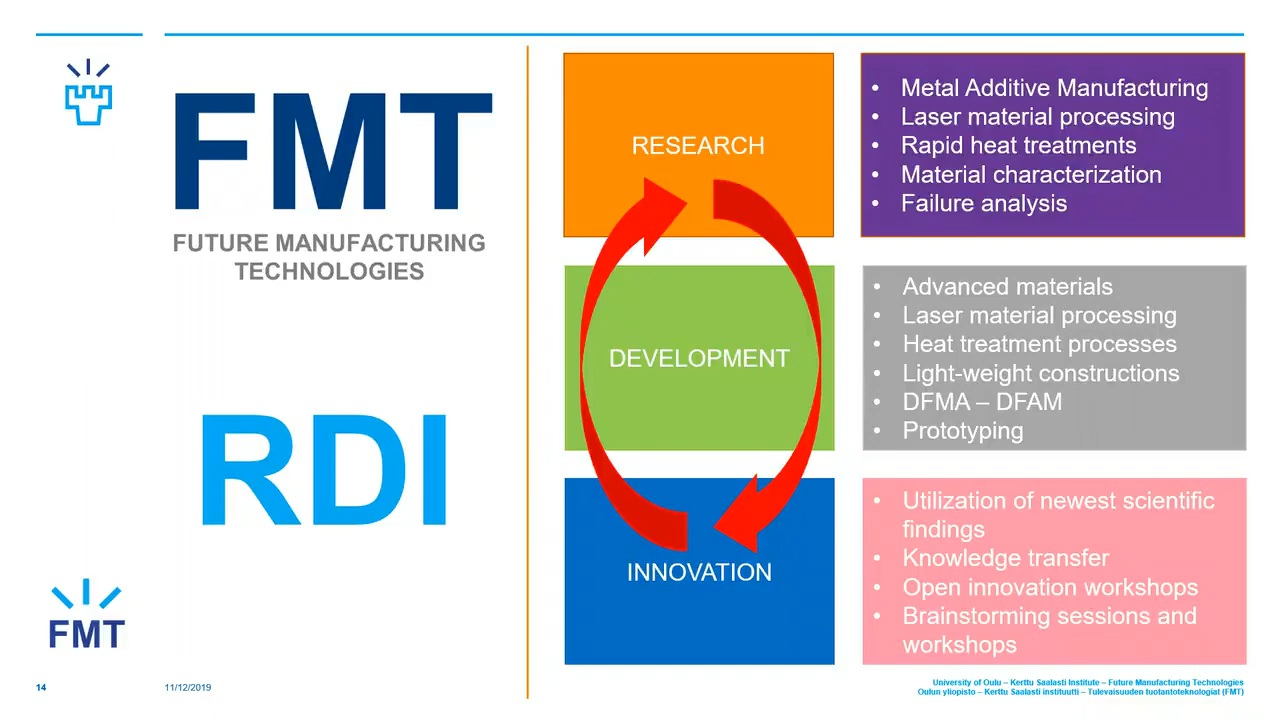 FMT
FUTURE MANUFACTURING
TECHNOLOGIES
RDI
FMT
RESEARCH
• Metal Additive Manufacturing
• Laser material processing
• Rapid heat treatments
• Material characterization
• Failure analysis
DEVELOPMENT
• Advanced materials
• Laser material processing
• Heat treatment processes
• Light-weight constructions
• DFMA – DFAM
• Prototyping
INNOVATION
• Utilization of newest scientific
findings
• Knowledge transfer
• Open innovation workshops
• Brainstorming sessions and
workshops
14
11/12/2019
University of Oulu – Kerttu Saalasti Institute – Future Manufacturing Technologies
Oulun yliopisto – Kerttu Saalasti instituutti – Tulevaisuuden tuotantoteknologiat (FMT)